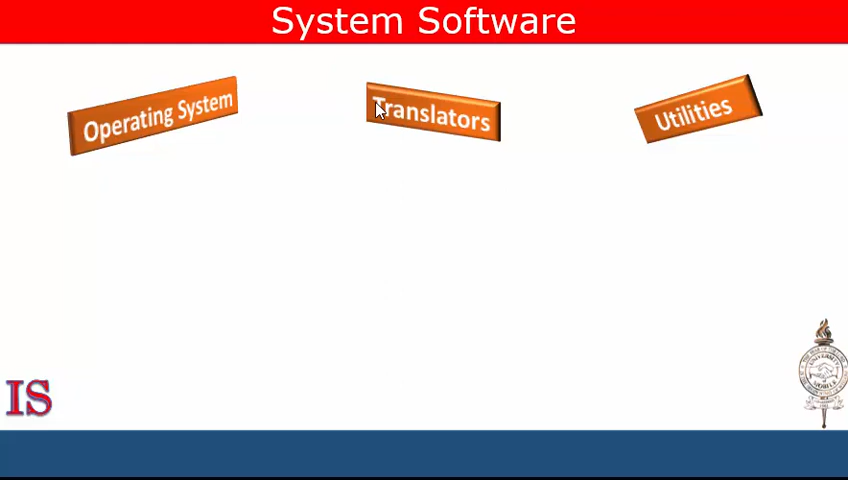 System Software
Operating System
Translators
Utilities
IS